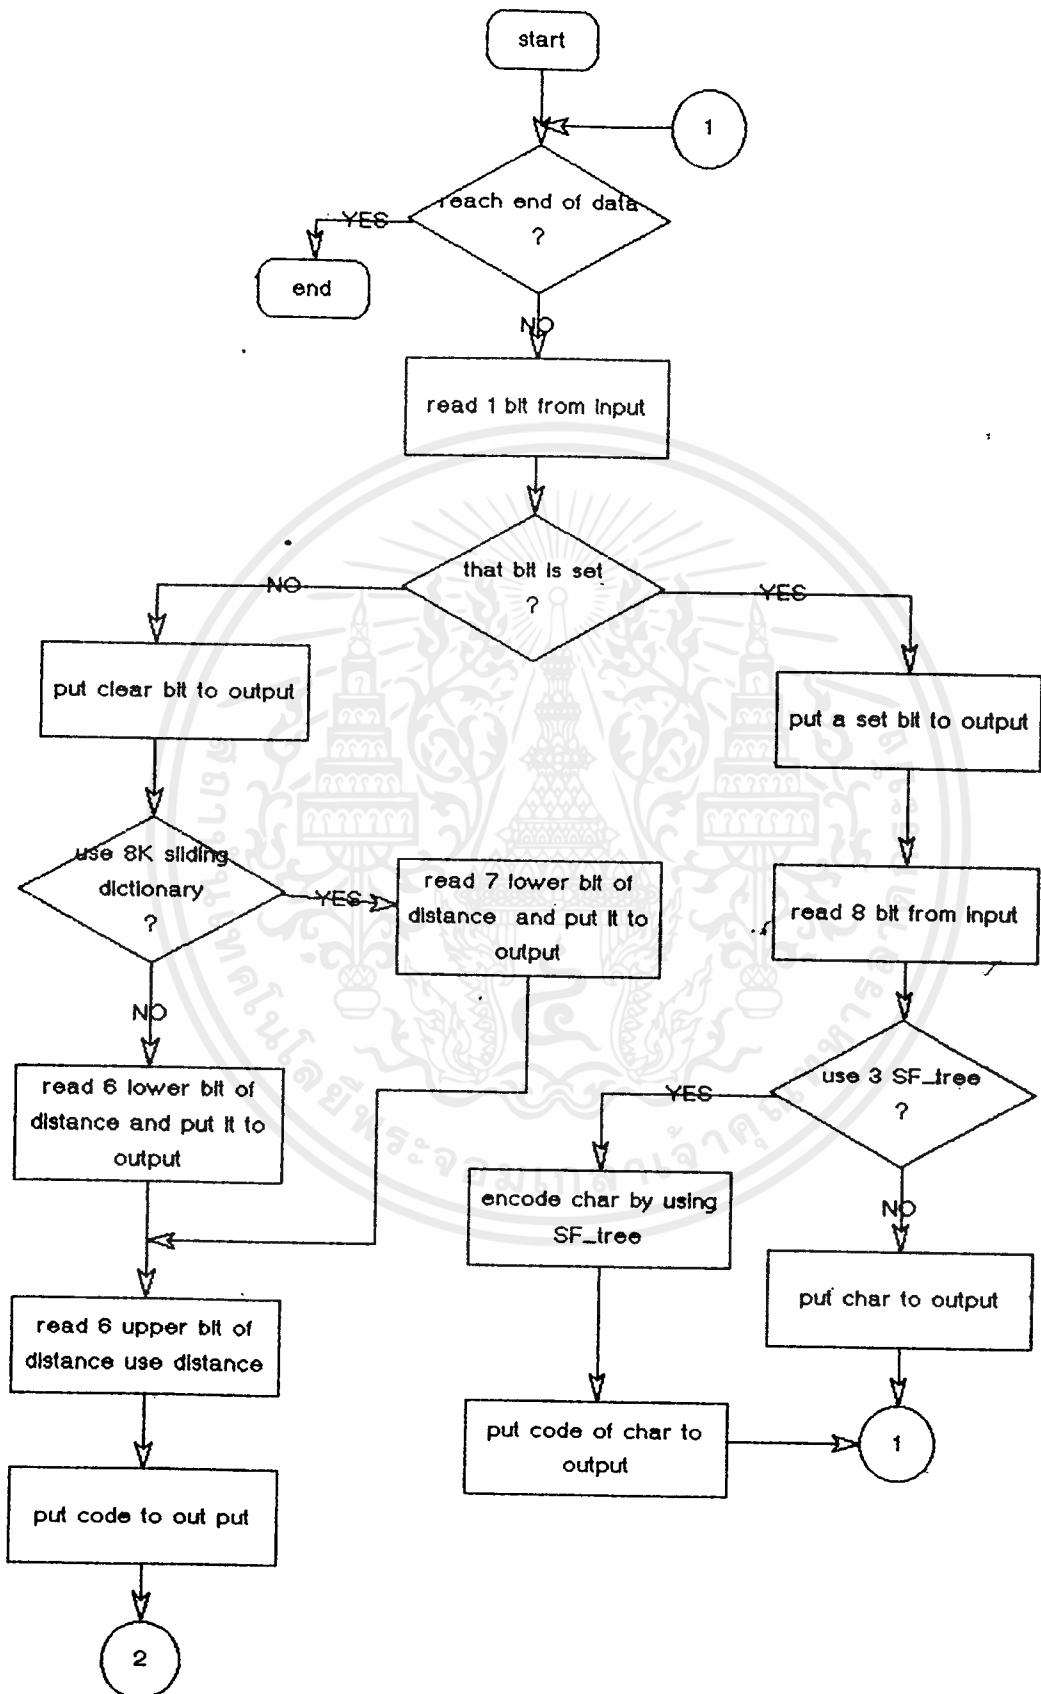 start
1
reach end of data
?
YES
end
NO
read 1 bit from input
that bit is set
?
NO
YES
put clear bit to output
put a set bit to output
use 8K sliding
dictionary
?
YES
read 7 lower bit of
distance and put it to
output
read 8 bit from input
NO
read 6 lower bit of
distance and put it to
output
use 3 SF_tree
?
YES
NO
encode char by using
SF_tree
put char to output
read 6 upper bit of
distance use distance
put code of char to
output
1
put code to out put
2